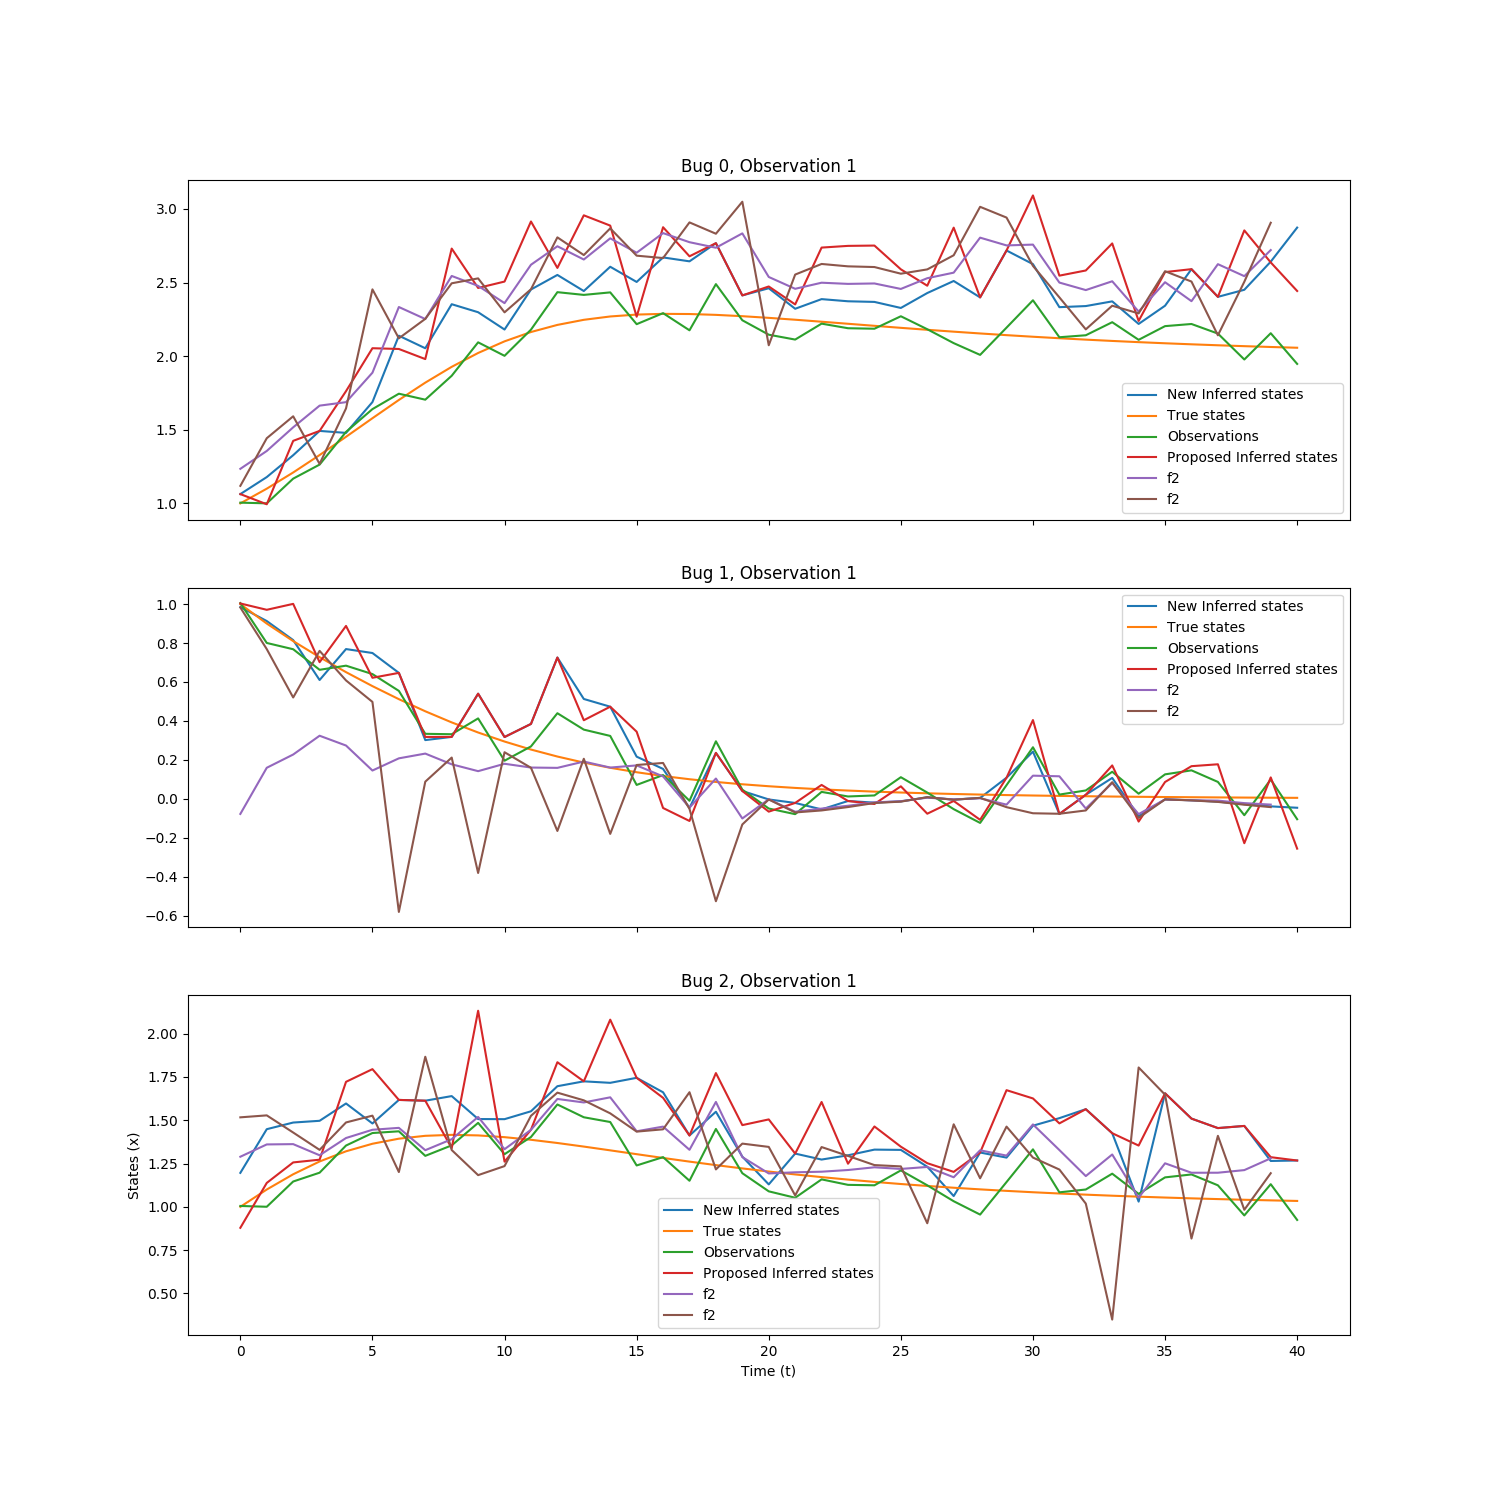 Bug 0, Observation 1
3.0
2.5
2.0
1.5
1.0
New Inferred states
True states
Observations
Proposed Inferred states
f2
f2
Bug 1, Observation 1
1.0
0.8
0.6
0.4
0.2
0.0
−0.2
−0.4
−0.6
New Inferred states
True states
Observations
Proposed Inferred states
f2
f2
Bug 2, Observation 1
States (x)
2.00
1.75
1.50
1.25
1.00
0.75
0.50
New Inferred states
True states
Observations
Proposed Inferred states
f2
f2
0 5 10 15 20 25 30 35 40
Time (t)